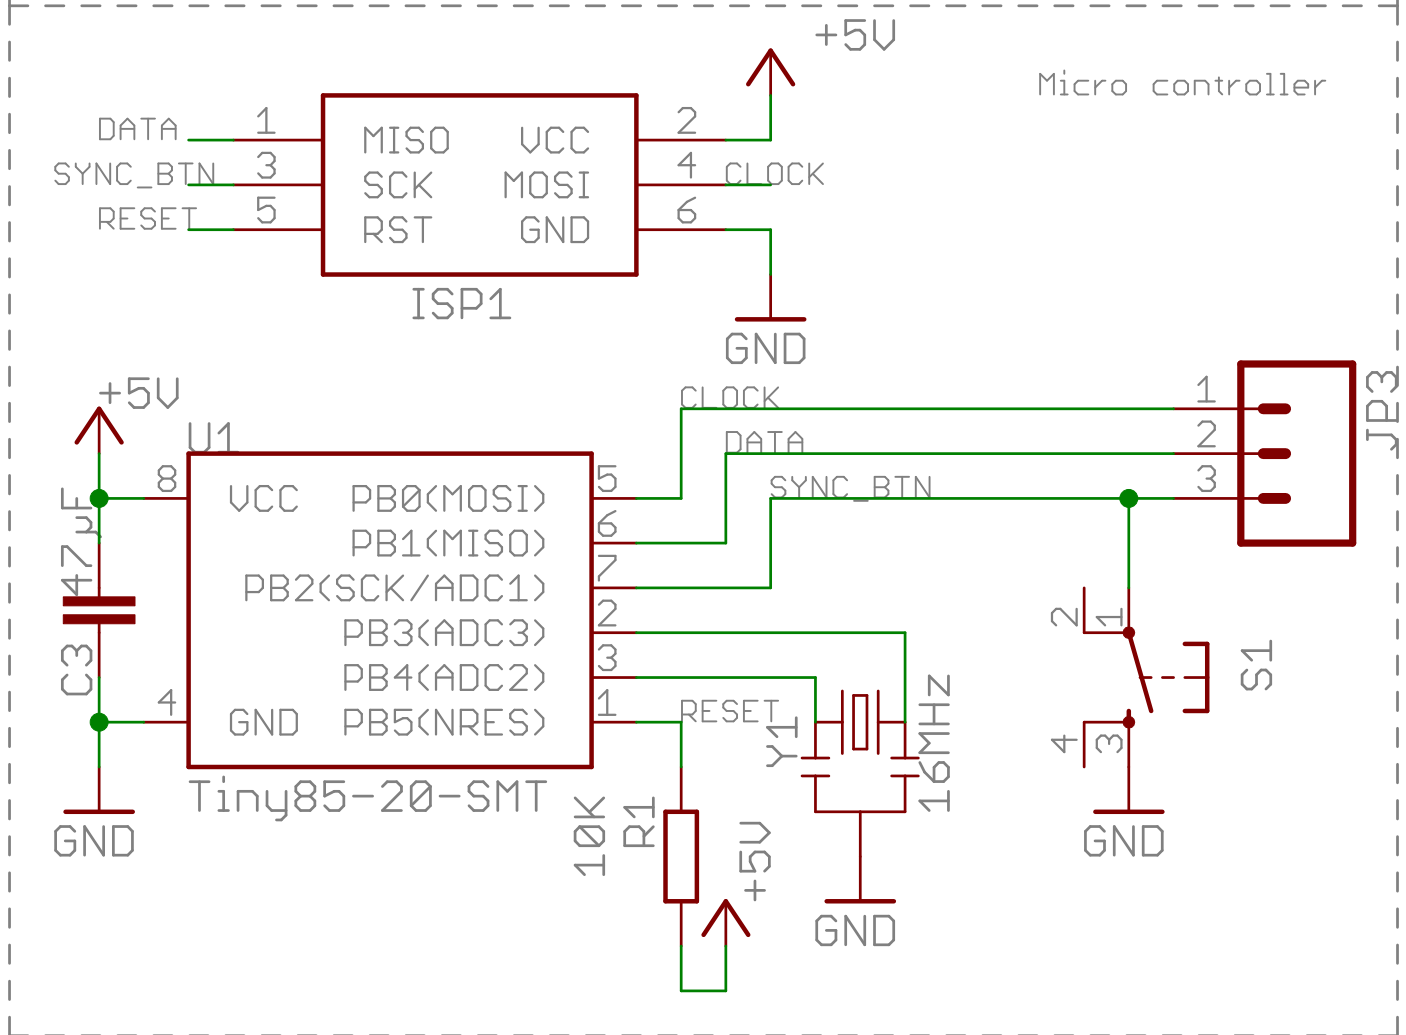 +5V
Micro controller
DATA 1 MISO VCC 2
SYNC_BTN 3 SCK MOSI 4 CLOCK
RESET 5 RST GND 6
ISP1
GND
+5V
U1
8 VCC PB0(MOSI) 5 CLOCK 1
PB1(MISO) 6 DATA 2
PB2(SCK/ADC1) 7 SYNC_BTN 3
JP3
PB3(ADC3) 2
PB4(ADC2) 3
4 GND PB5(NRES) 1 RESET
47µF
C3
Tiny85-20-SMT
GND
10K
R1
+5V
Y1
16MHz
GND
2 1
4 3
S1
GND